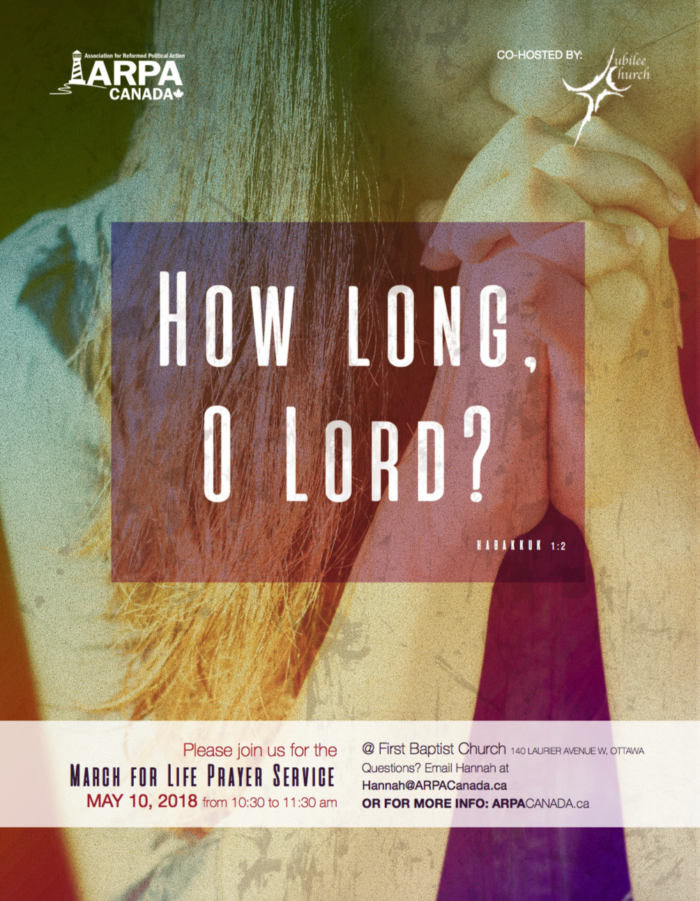 Association for Reformed Political Action
ARPA
CANADA
CO-HOSTED BY:
Jubilee
Church
How long,
O Lord?
HABAKKUK 1:2
Please join us for the
March for Life Prayer Service
MAY 10, 2018 from 10:30 to 11:30 am
@ First Baptist Church 140 LAURIER AVENUE W, OTTAWA
Questions? Email Hannah at
Hannah@ARPACanada.ca
OR FOR MORE INFO: ARPACANADA.ca